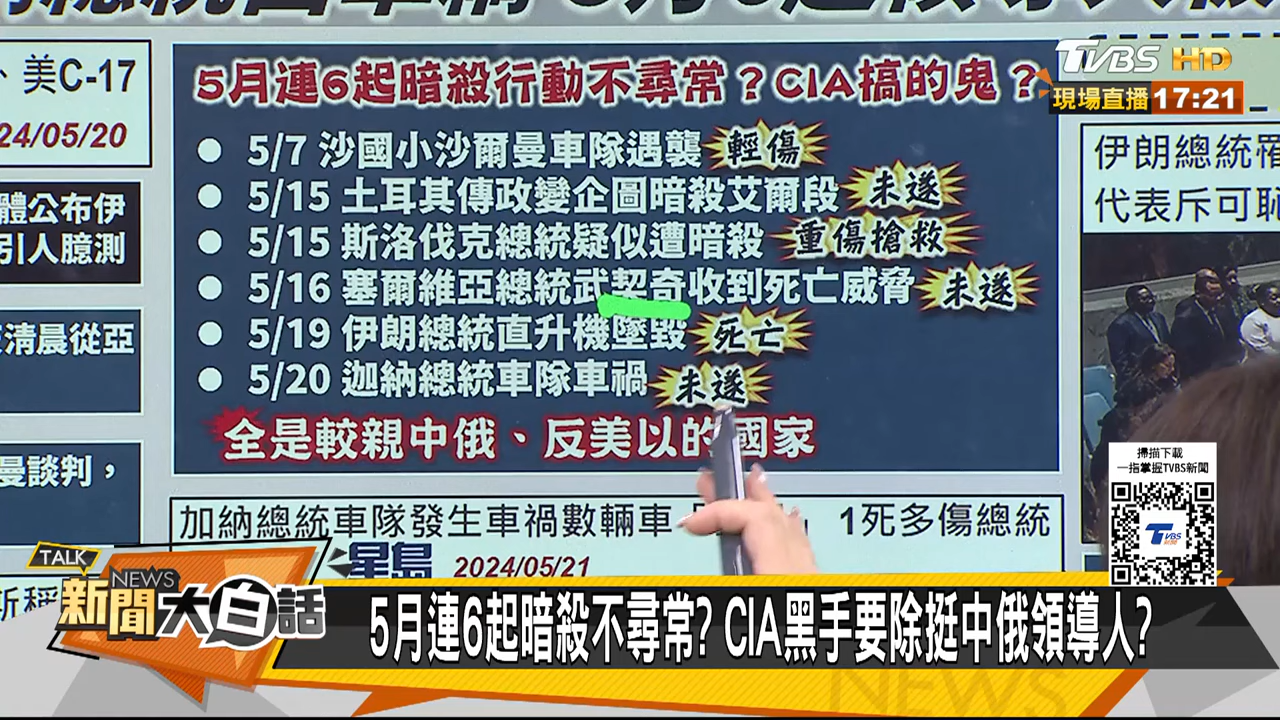 、美C-17
24/05/20
體公布伊
引人臆測
清晨從亞
曼談判，
5月連6起暗殺行動不尋常？CIA搞的鬼？
● 5/7 沙國小沙爾曼車隊遇襲 輕傷
● 5/15 土耳其傳政變企圖暗殺艾爾段 未遂
● 5/15 斯洛伐克總統疑似遭暗殺 重傷搶救
● 5/16 塞爾維亞總統武契奇收到死亡威脅 未遂
● 5/19 伊朗總統直升機墜毀 死亡
● 5/20 迦納總統車隊車禍 未遂
全是較親中俄、反美以的國家
加納總統車隊發生車禍數輛車
1死多傷總統
星島 2024/05/21
TVBS HD
現場直播 17:21
伊朗總統罹
代表斥可恥
掃描下載
一指掌握TVBS新聞
TVBS
TALK
NEWS
新聞大白話
5月連6起暗殺不尋常? CIA黑手要除挺中俄領導人?
NEWS